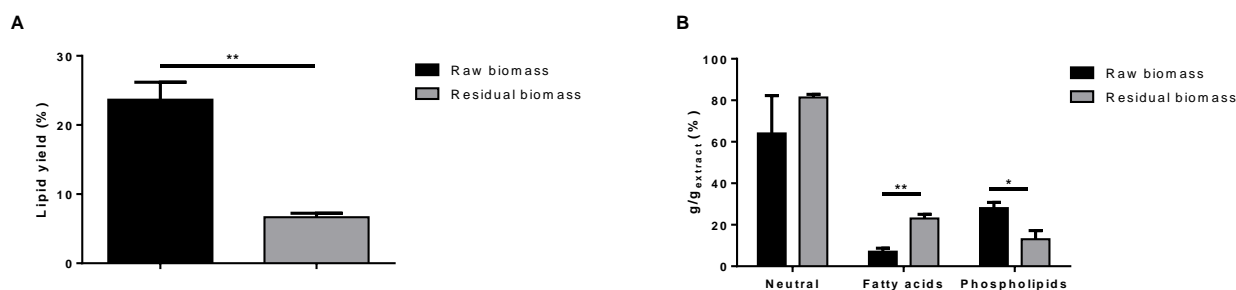 A
Lipid yield (%)
30
20
10
0
**
Raw biomass
Residual biomass
B
g/gextract (%)
100
80
60
40
20
0
**
*
Neutral
Fatty acids
Phospholipids
Raw biomass
Residual biomass